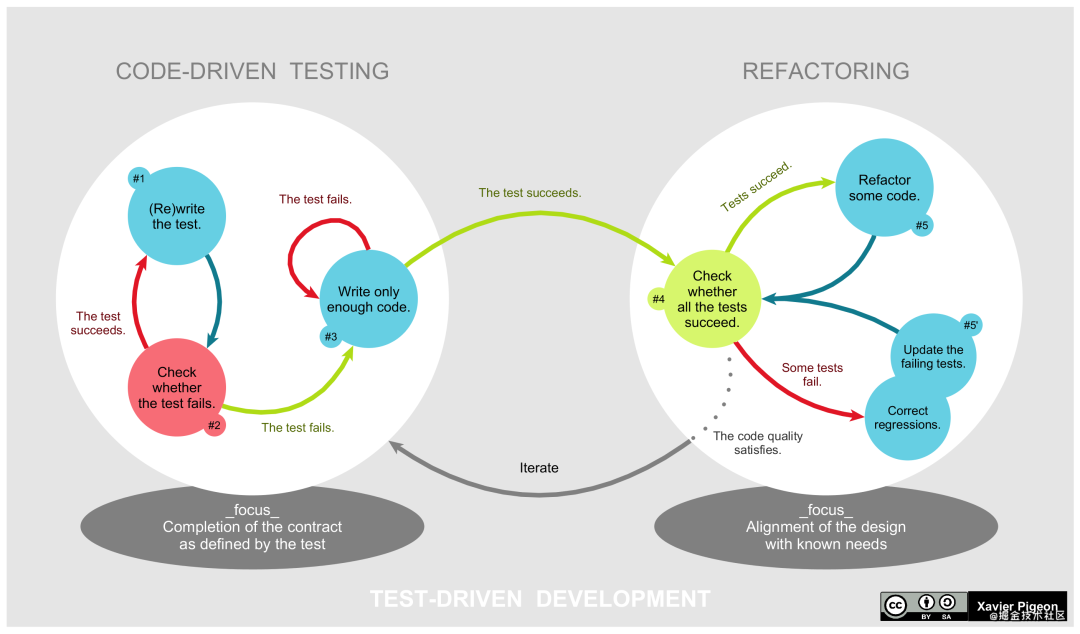 CODE-DRIVEN TESTING
REFACTORING
#1
(Re)write
the test.
The test
succeeds.
Check
whether
the test fails.
#2
The test fails.
The test fails.
Write only
enough code.
#3
The test succeeds.
Check
whether
all the tests
succeed.
#4
Tests succeed.
Refactor
some code.
#5
#5'
Update the
failing tests.
Correct
regressions.
Some tests
fail.
The code quality
satisfies.
Iterate
_focus_
Completion of the contract
as defined by the test
_focus_
Alignment of the design
with known needs
TEST-DRIVEN DEVELOPMENT
cc
BY SA
Xavier Pigeon
@掘金技术社区